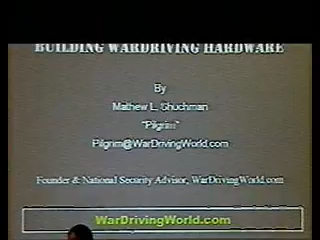 BUILDING WARDRIVING HARDWARE
By
Mathew L. Shuchman
"Pilgrim"
Pilgrim@WarDrivingWorld.com
Founder & National Security Advisor, WarDrivingWorld.com
WarDrivingWorld.com